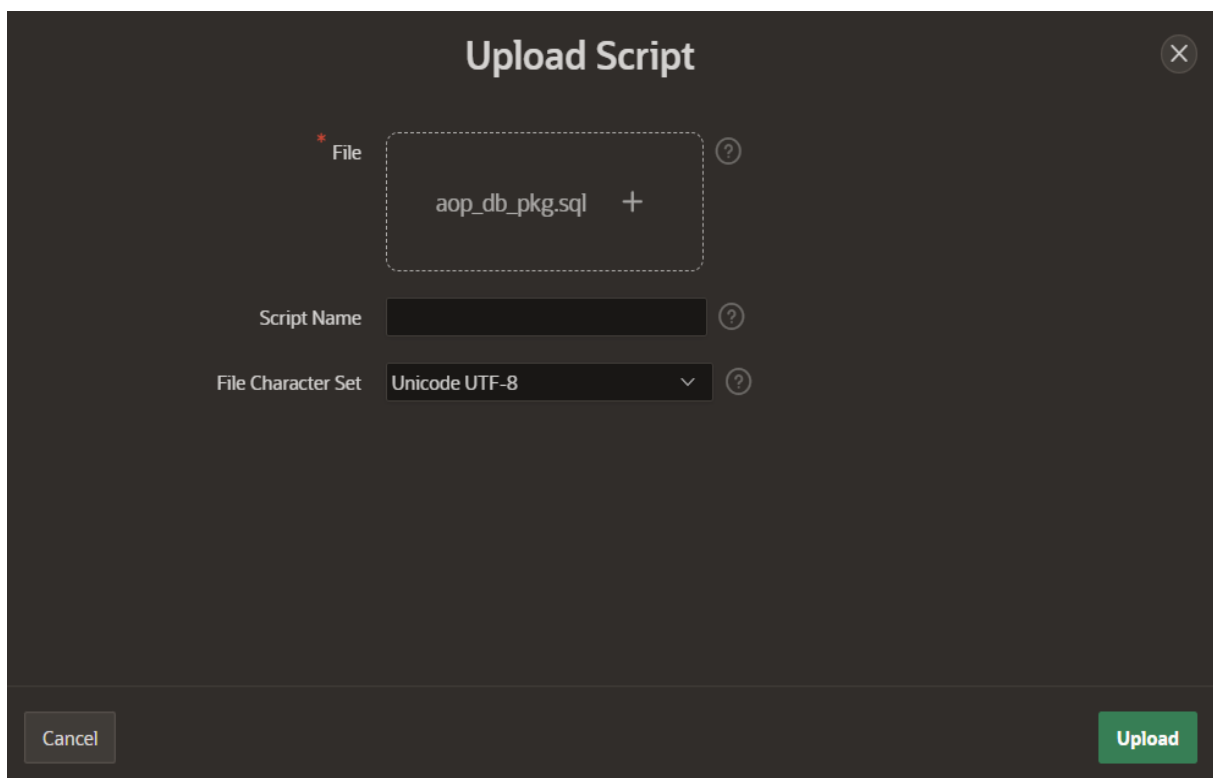 Upload Script
* File
aop_db_pkg.sql
Script Name
File Character Set Unicode UTF-8
Cancel Upload